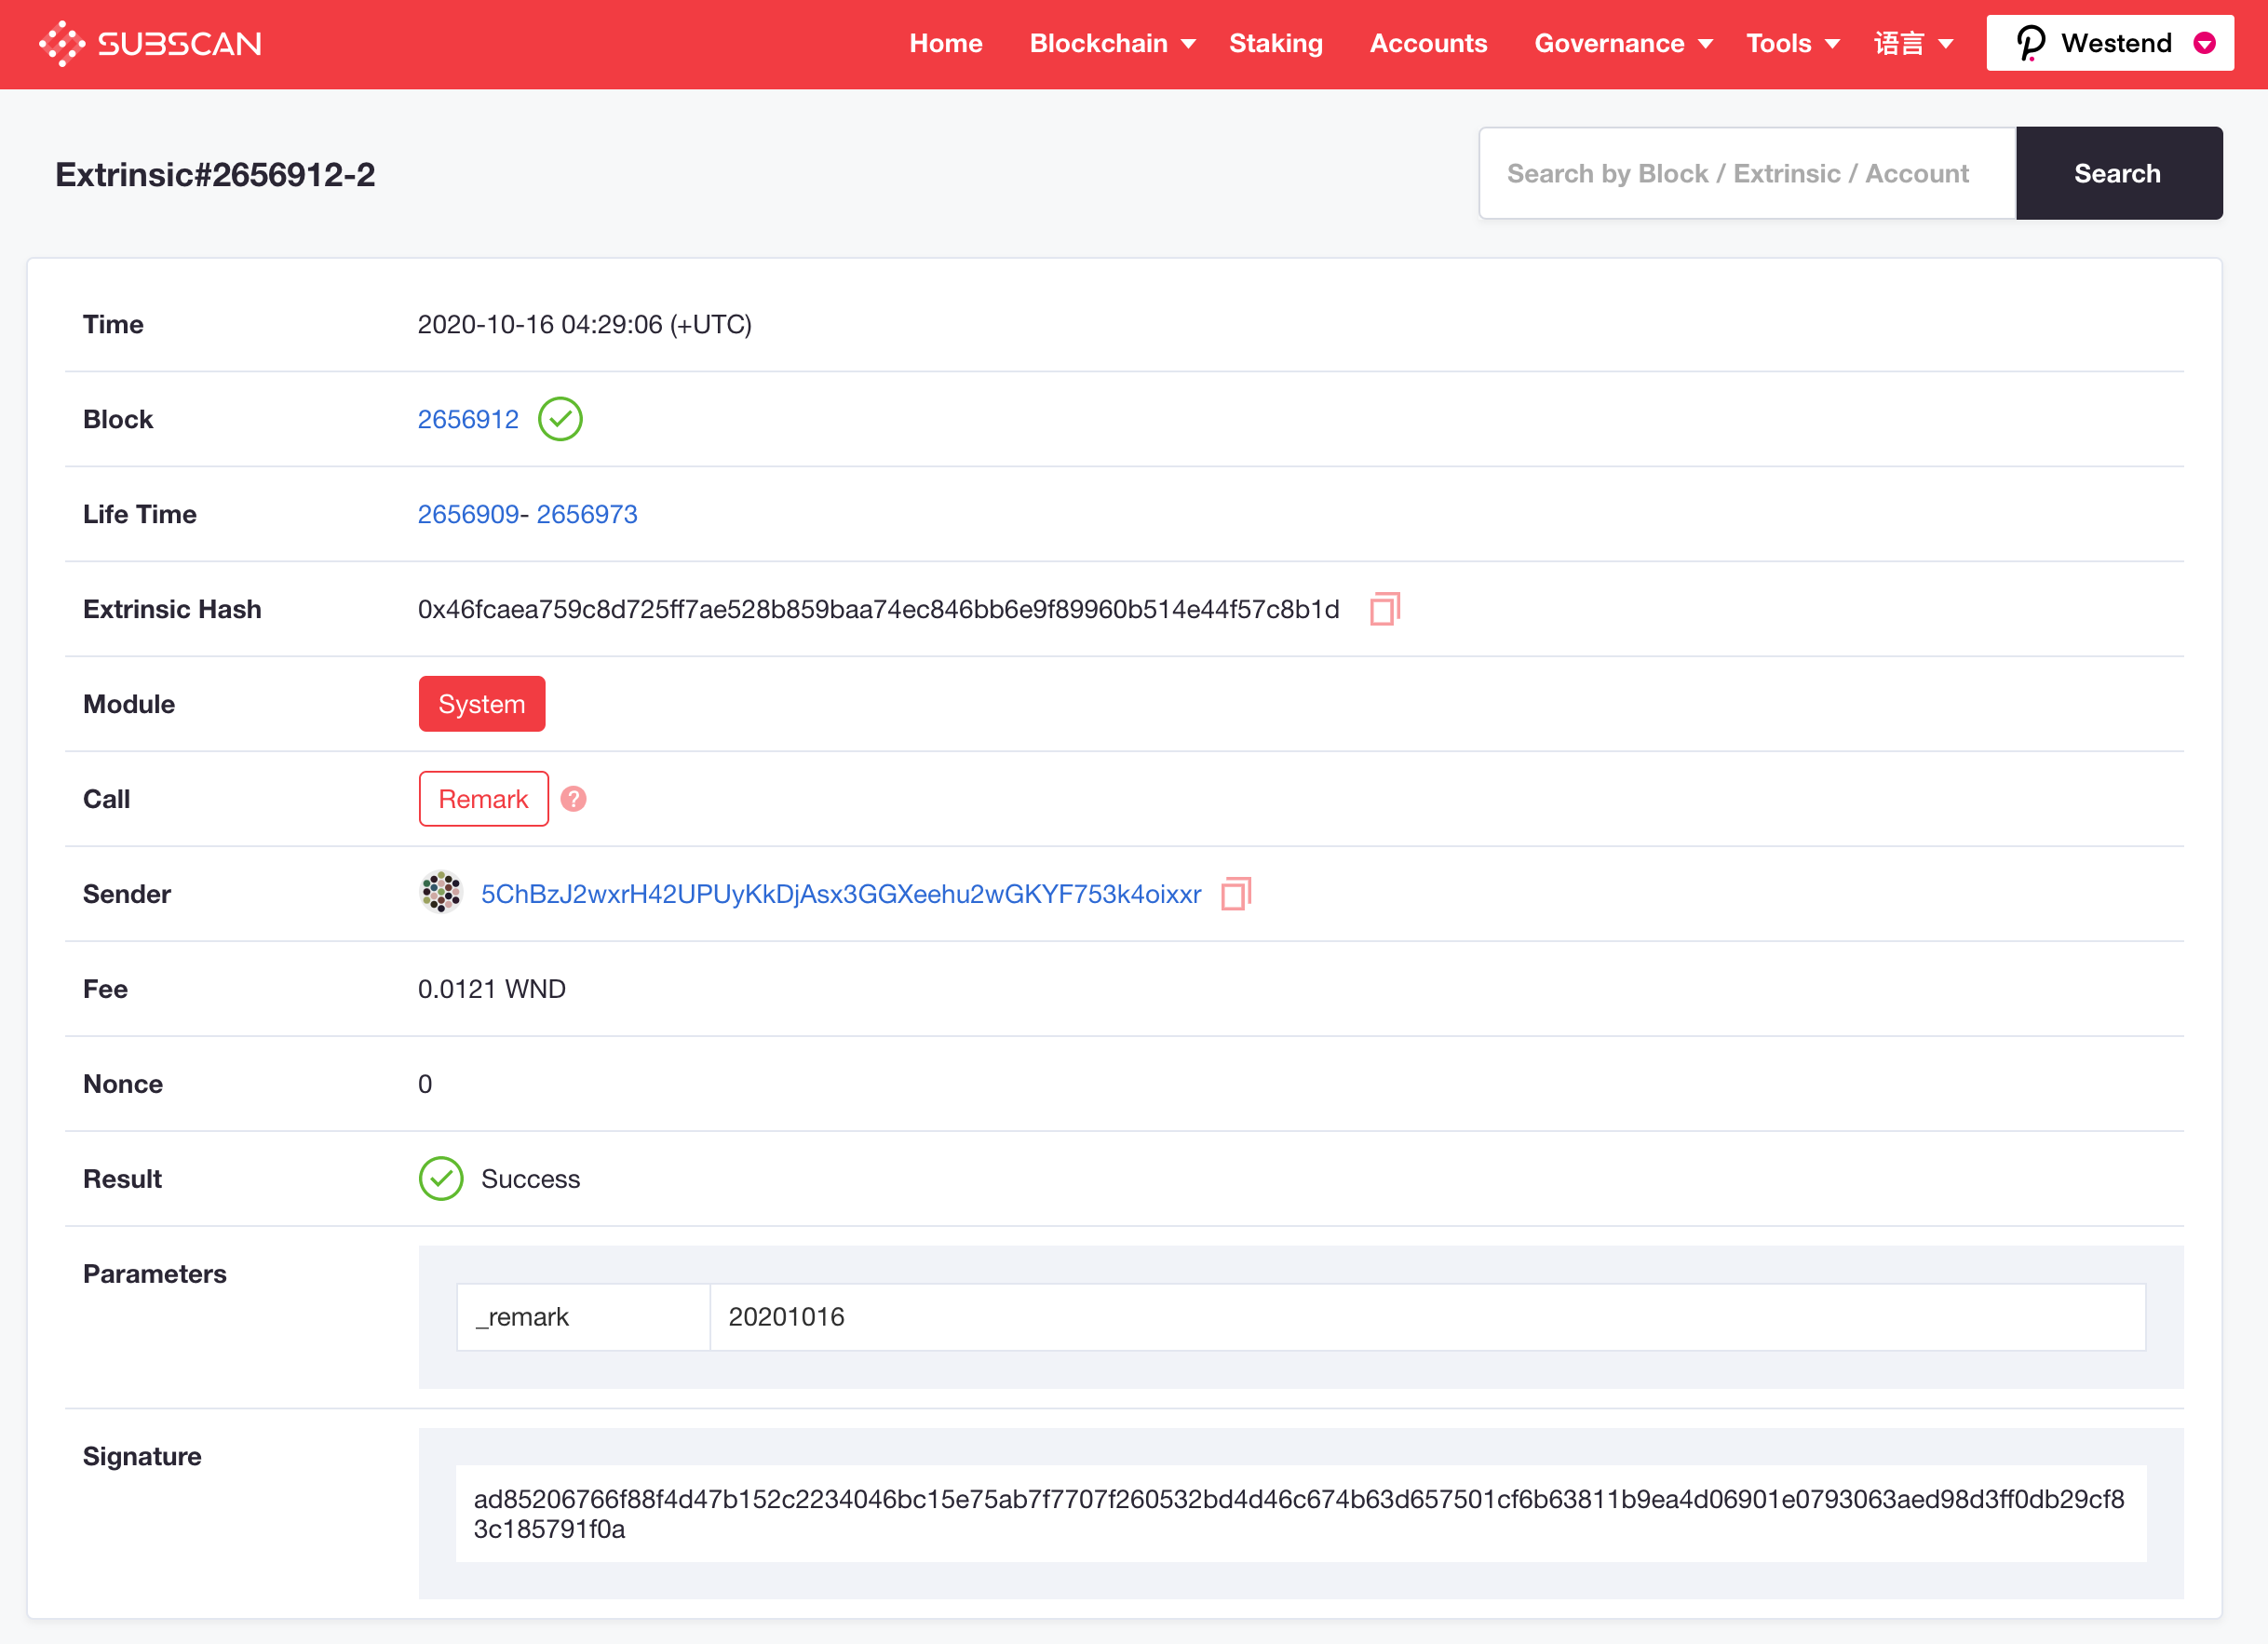 SUBSCAN Home Blockchain Staking Accounts Governance Tools 语言 Westend
Extrinsic#2656912-2 Search by Block / Extrinsic / Account Search
Time 2020-10-16 04:29:06 (+UTC)
Block 2656912
Life Time 2656909- 2656973
Extrinsic Hash 0x46fcaea759c8d725ff7ae528b859baa74ec846bb6e9f89960b514e44f57c8b1d
Module System
Call Remark ?
Sender 5ChBzJ2wxrH42UPUyKkDjAsx3GGXeehu2wGKYF753k4oixxr
Fee 0.0121 WND
Nonce 0
Result Success
Parameters
_remark 20201016
Signature
ad85206766f88f4d47b152c2234046bc15e75ab7f7707f260532bd4d46c674b63d657501cf6b63811b9ea4d06901e0793063aed98d3ff0db29cf8
3c185791f0a